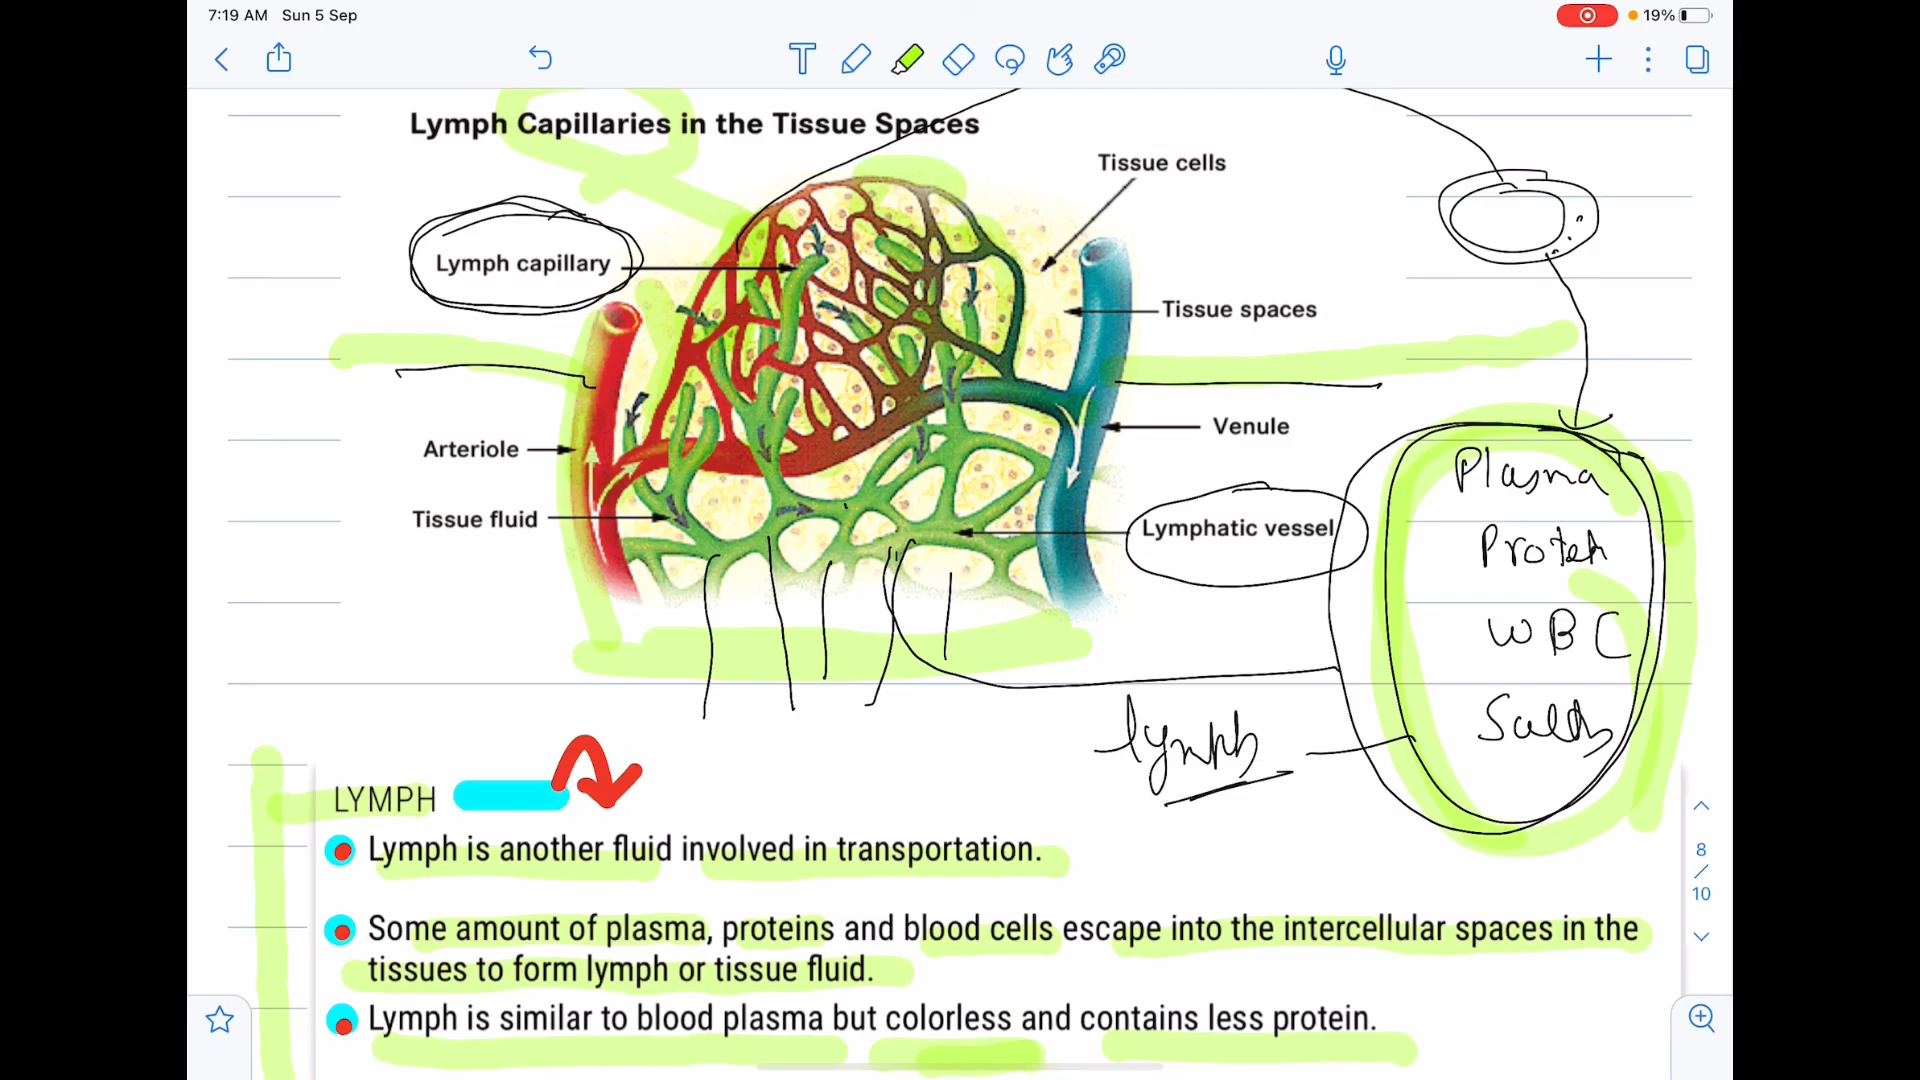 7:19 AM Sun 5 Sep
19%
Lymph Capillaries in the Tissue Spaces
Tissue cells
Lymph capillary
Tissue spaces
Arteriole
Venule
Plasma
Tissue fluid
Lymphatic vessel
Protein
WBC
Salts
lymph
LYMPH
Lymph is another fluid involved in transportation.
8
/
10
Some amount of plasma, proteins and blood cells escape into the intercellular spaces in the
tissues to form lymph or tissue fluid.
Lymph is similar to blood plasma but colorless and contains less protein.